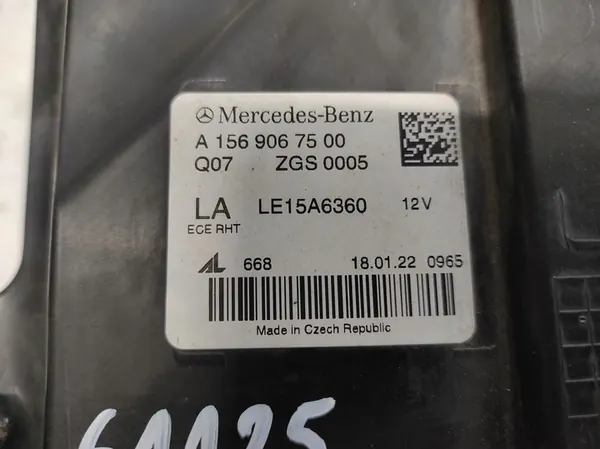 Mercedes-Benz
A 156 906 75 00
Q07 ZGS 0005
LA LE15A6360 12V
ECE RHT
AL 668 18.01.22 0965
Made in Czech Republic